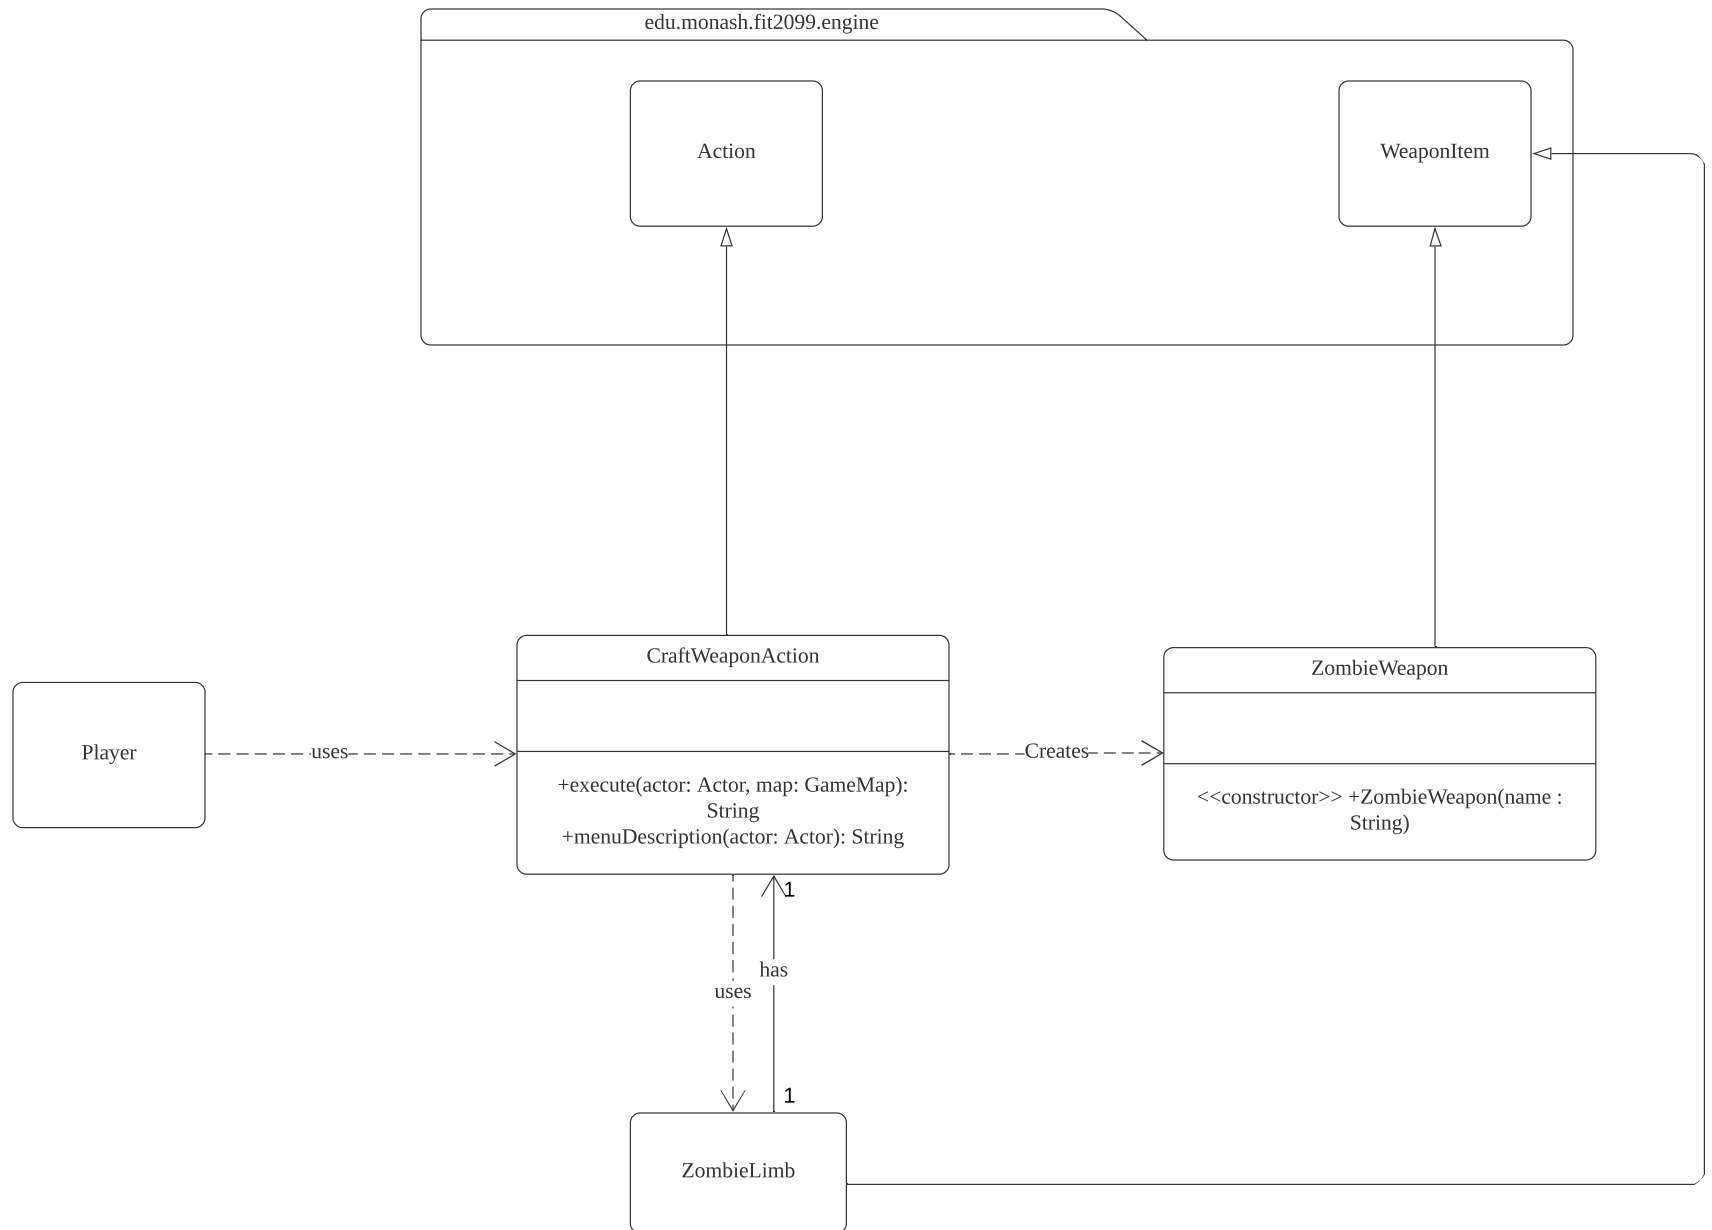 edu.monash.fit2099.engine
Action
WeaponItem
CraftWeaponAction
+execute(actor: Actor, map: GameMap):
String
+menuDescription(actor: Actor): String
ZombieWeapon
<<constructor>> +ZombieWeapon(name :
String)
Player
uses
Creates
1
has
uses
1
ZombieLimb